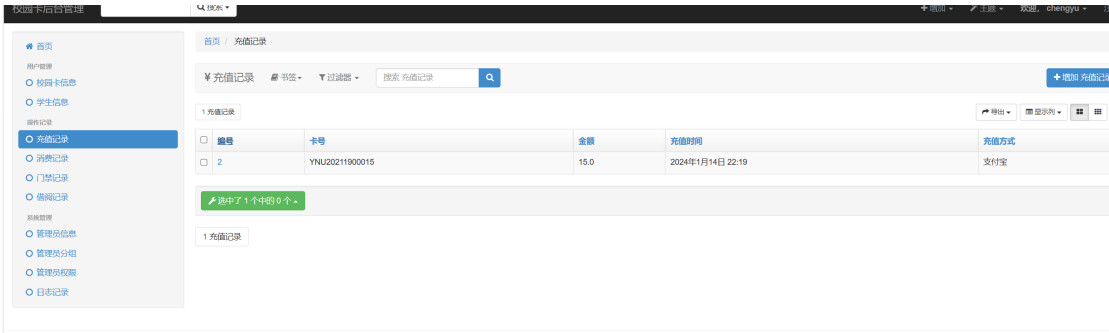 校园卡后台管理 搜索 增加 主题 欢迎，chengyu
首页
用户管理
校园卡信息
学生信息
操作记录
充值记录
消费记录
门禁记录
借阅记录
系统管理
管理员信息
管理员分组
管理员权限
日志记录
首页 / 充值记录
¥ 充值记录 书签 过滤器 搜索 充值记录 增加 充值记录
1 充值记录 导出 显示列
编号 卡号 金额 充值时间 充值方式
2 YNU20211900015 15.0 2024年1月14日 22:19 支付宝
选中了 1 个中的 0 个
1 充值记录